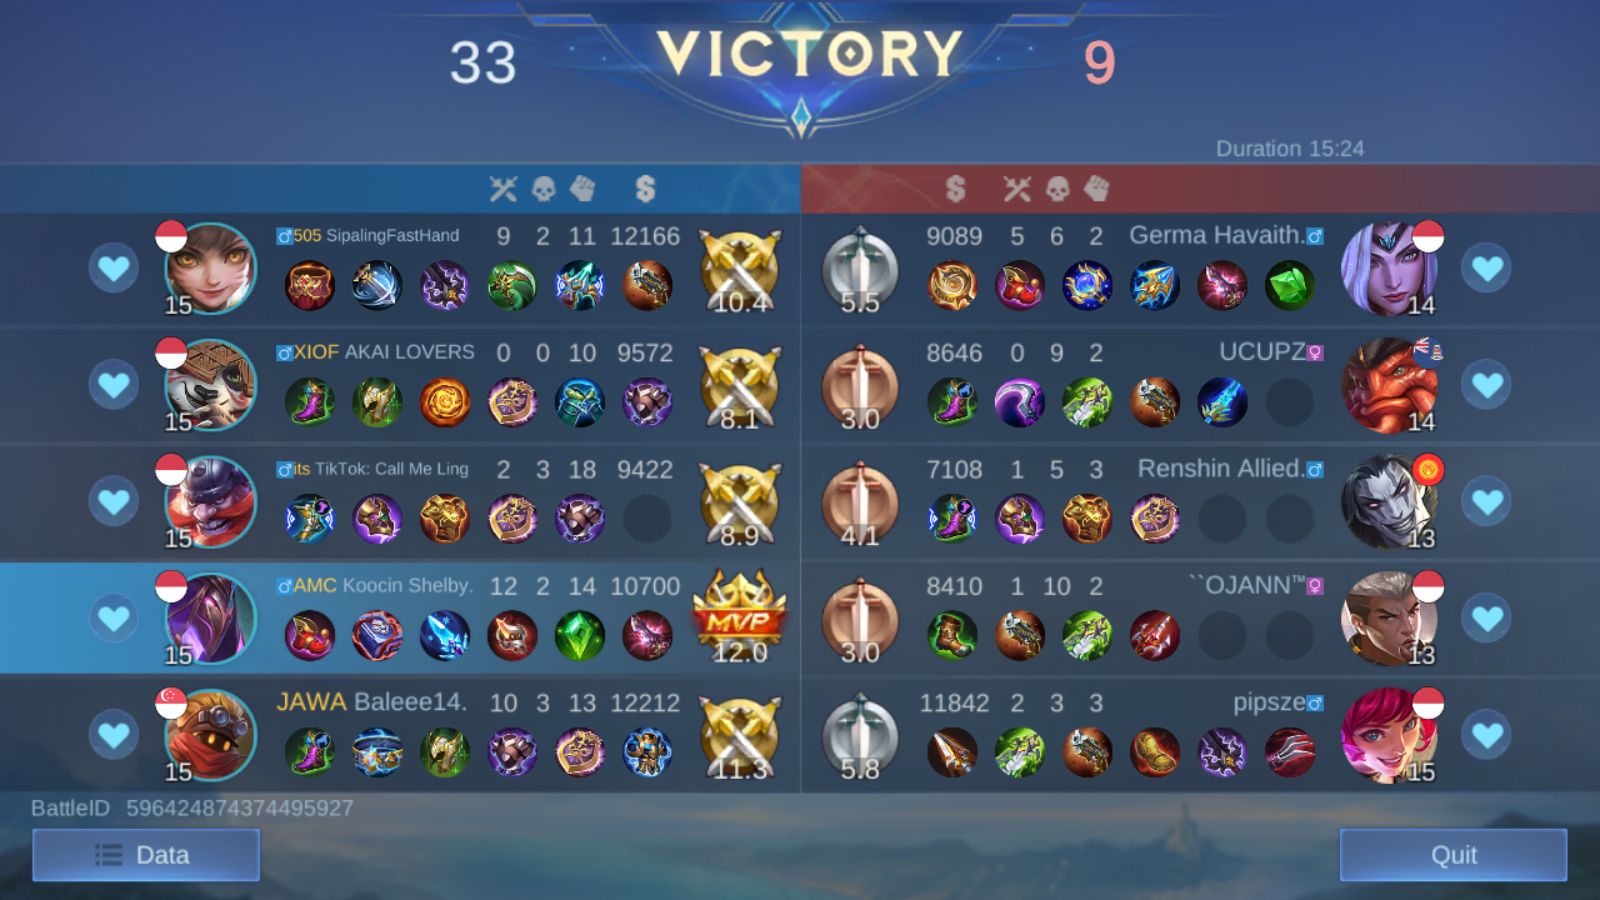 33 VICTORY 9
Duration 15:24
505 SipalingFastHand 9 2 11 12166 10.4 15
9089 5 6 2 Germa Havaith. 5.5 14
XIOF AKAI LOVERS 0 0 10 9572 8.1 15
8646 0 9 2 UCUPZ 3.0 14
its TikTok: Call Me Ling 2 3 18 9422 8.9 15
7108 1 5 3 Renshin Allied. 4.1 13
AMC Koocin Shelby. 12 2 14 10700 MVP 12.0 15
8410 1 10 2 ``OJANN™ 3.0 13
JAWA Baleee14. 10 3 13 12212 11.3 15
11842 2 3 3 pipsze 5.8 15
BattleID 596424874374495927
Data
Quit